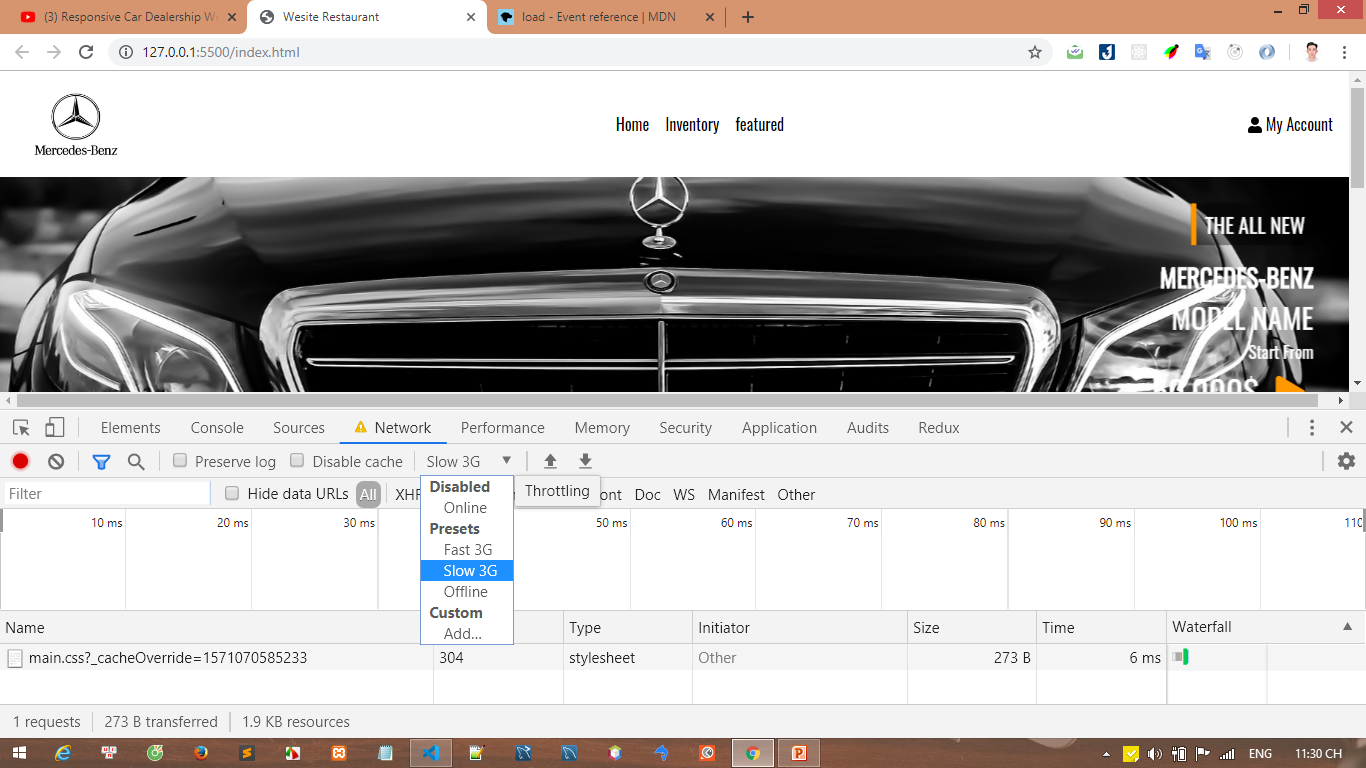 (3) Responsive Car Dealership W
Wesite Restaurant
load - Event reference | MDN
127.0.0.1:5500/index.html
Mercedes-Benz
Home
Inventory
featured
My Account
THE ALL NEW
MERCEDES-BENZ
MODEL NAME
Start From
Elements
Console
Sources
Network
Performance
Memory
Security
Application
Audits
Redux
Preserve log
Disable cache
Slow 3G
Filter
Hide data URLs
All
XHR
Doc
WS
Manifest
Other
Throttling
Disabled
Online
Presets
Fast 3G
Slow 3G
Offline
Custom
Add...
10 ms
20 ms
30 ms
50 ms
60 ms
70 ms
80 ms
90 ms
100 ms
110
Name
Type
Initiator
Size
Time
Waterfall
main.css?_cacheOverride=1571070585233
304
stylesheet
Other
273 B
6 ms
1 requests
273 B transferred
1.9 KB resources
ENG
11:30 CH